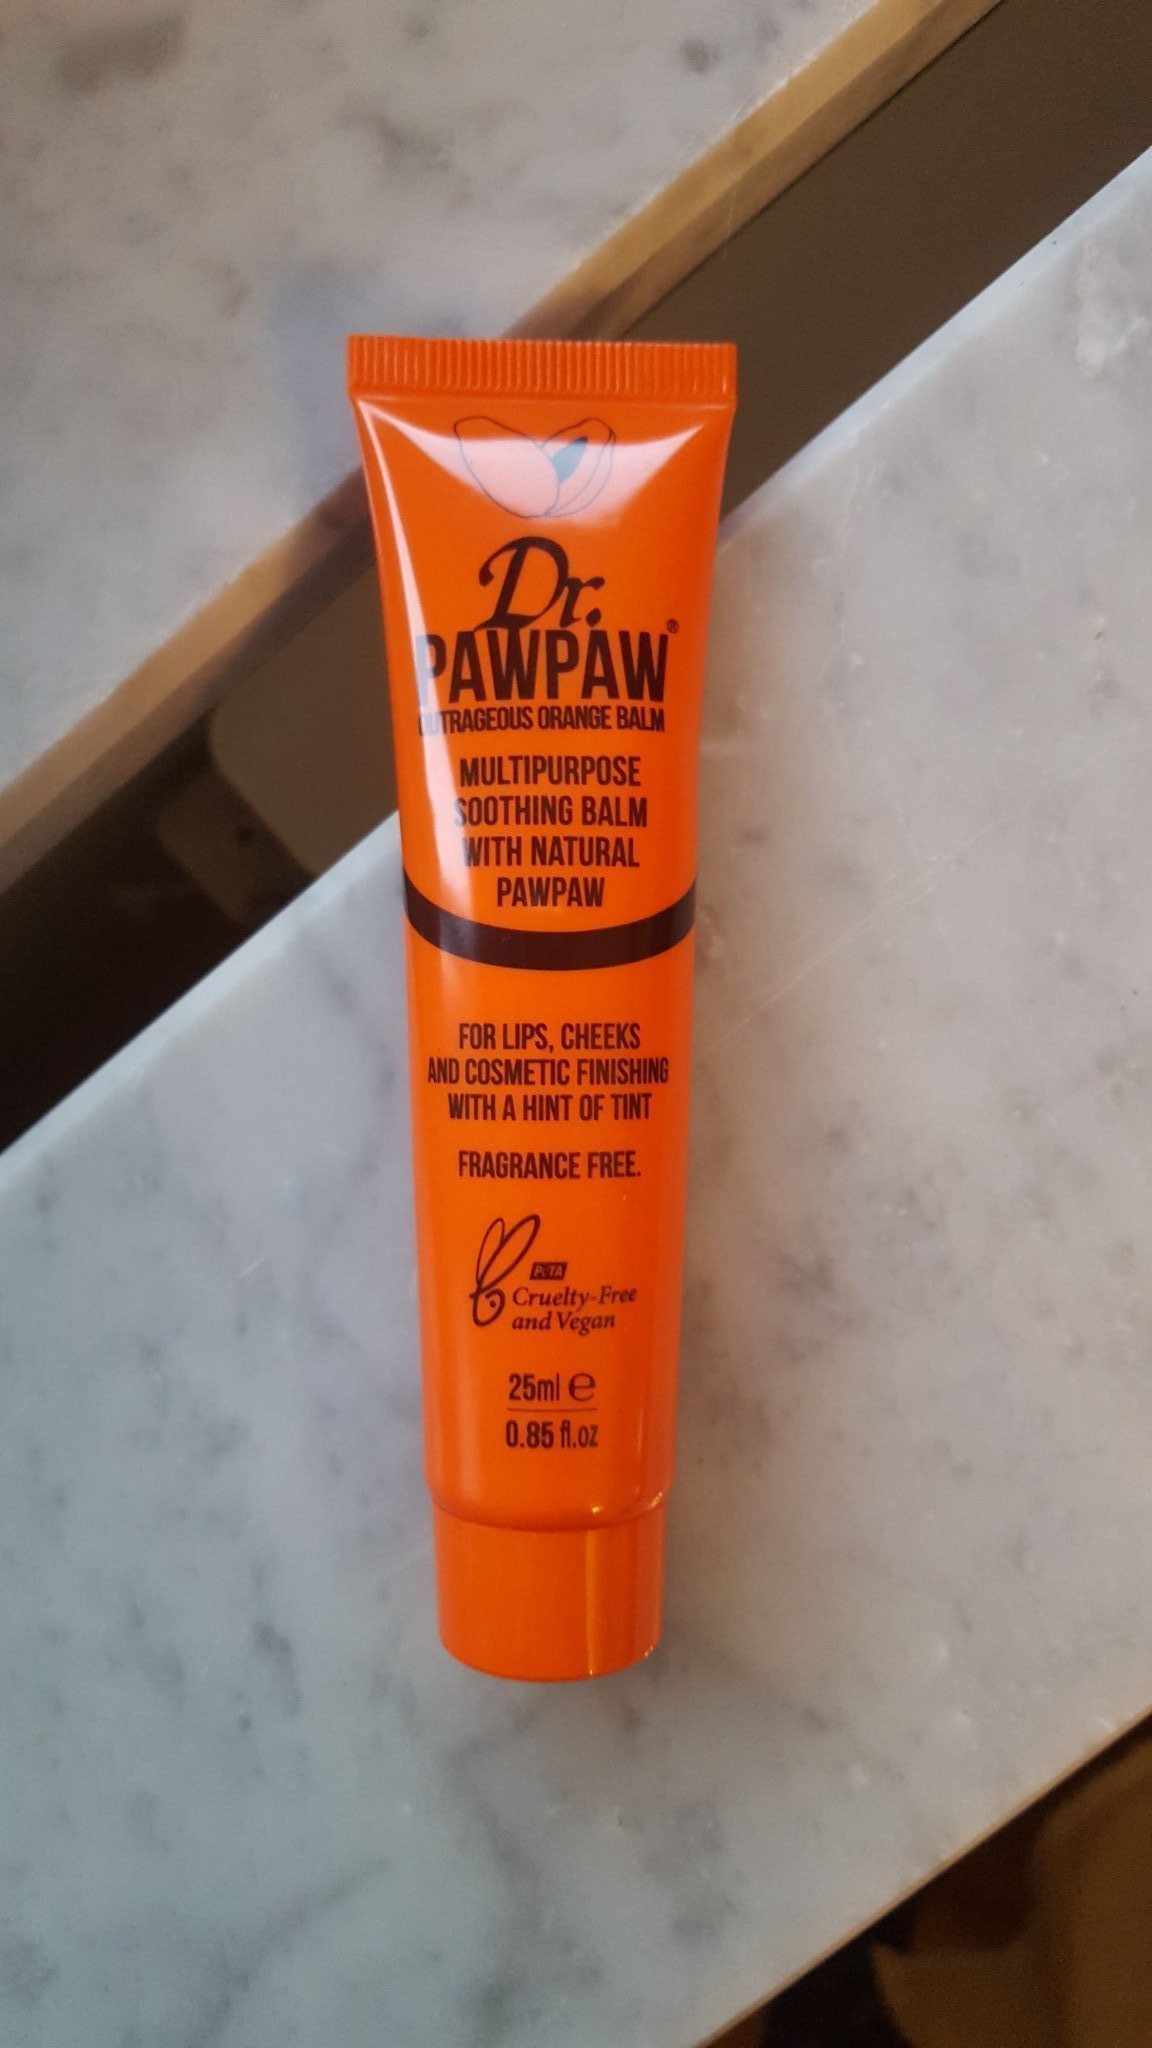 Dr.
PAWPAW®
OUTRAGEOUS ORANGE BALM
MULTIPURPOSE
SOOTHING BALM
WITH NATURAL
PAWPAW
FOR LIPS, CHEEKS
AND COSMETIC FINISHING
WITH A HINT OF TINT
FRAGRANCE FREE.
PETA
Cruelty-Free
and Vegan
25ml ℮
0.85 fl.oz